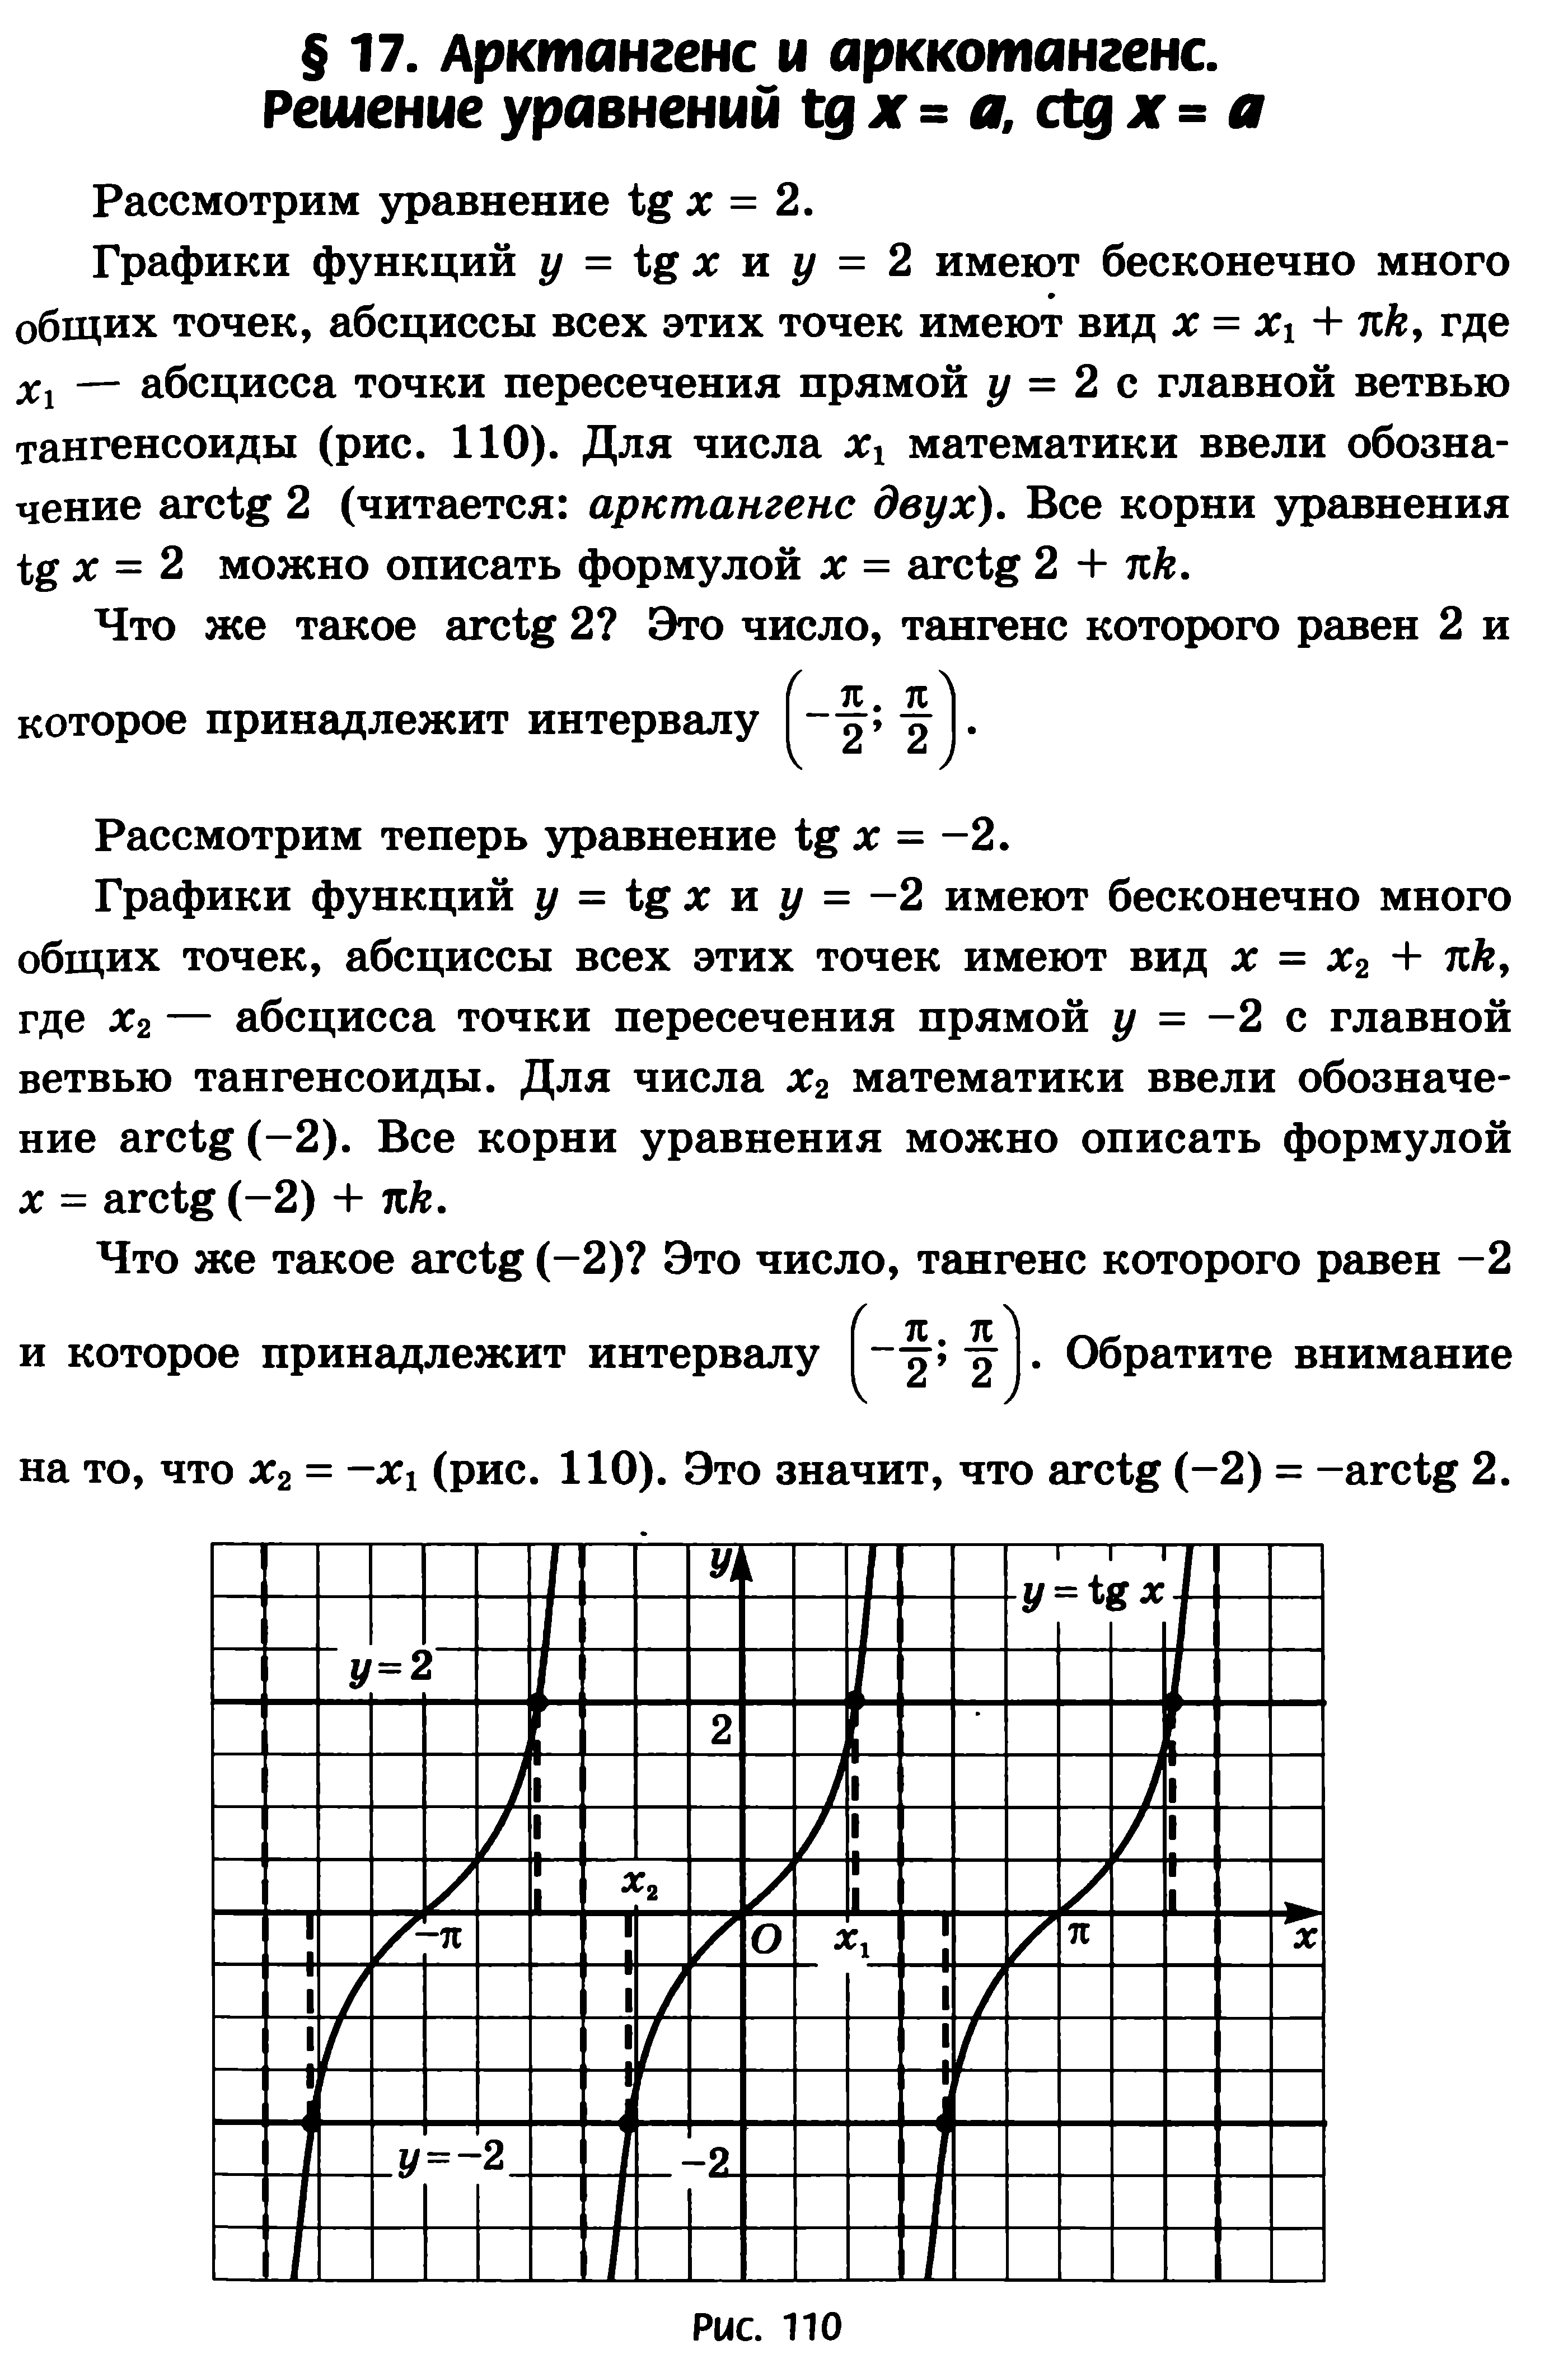 § 17. Арктангенс и арккотангенс.
Решение уравнений tg x = a, ctg x = a
Рассмотрим уравнение tg x = 2.
Графики функций y = tg x и y = 2 имеют бесконечно много
общих точек, абсциссы всех этих точек имеют вид x = x₁ + πk, где
x₁ — абсцисса точки пересечения прямой y = 2 с главной ветвью
тангенсоиды (рис. 110). Для числа x₁ математики ввели обозна-
чение arctg 2 (читается: арктангенс двух). Все корни уравнения
tg x = 2 можно описать формулой x = arctg 2 + πk.
Что же такое arctg 2? Это число, тангенс которого равен 2 и
которое принадлежит интервалу (−π/2; π/2).
Рассмотрим теперь уравнение tg x = −2.
Графики функций y = tg x и y = −2 имеют бесконечно много
общих точек, абсциссы всех этих точек имеют вид x = x₂ + πk,
где x₂ — абсцисса точки пересечения прямой y = −2 с главной
ветвью тангенсоиды. Для числа x₂ математики ввели обозначе-
ние arctg (−2). Все корни уравнения можно описать формулой
x = arctg (−2) + πk.
Что же такое arctg (−2)? Это число, тангенс которого равен −2
и которое принадлежит интервалу (−π/2; π/2). Обратите внимание
на то, что x₂ = −x₁ (рис. 110). Это значит, что arctg (−2) = −arctg 2.
y
y = tg x
y = 2
2
x₂
−π
O
x₁
π
x
y = −2
−2
Рис. 110